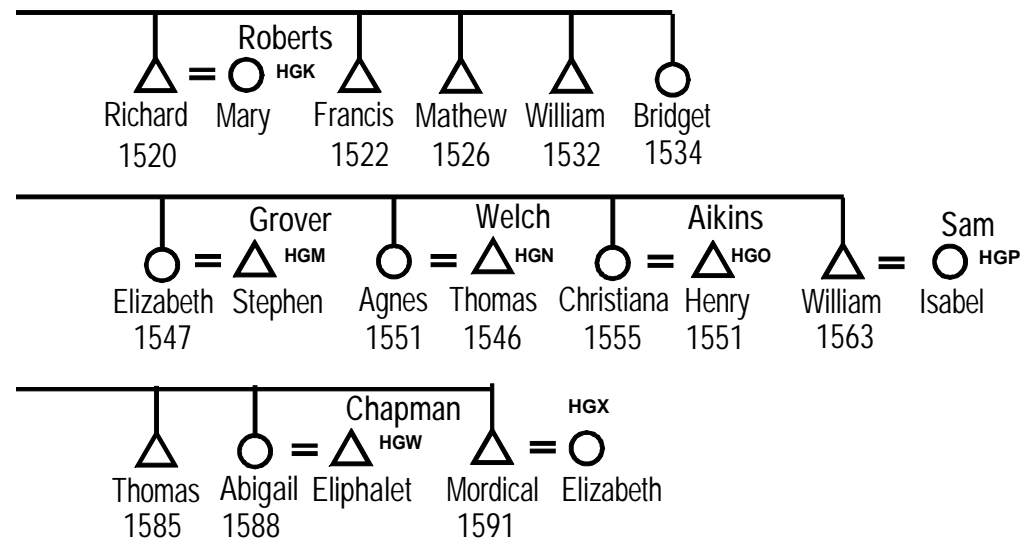 Roberts
HGK
Richard Mary Francis Mathew William Bridget
1520 1522 1526 1532 1534
Grover Welch Aikins Sam
HGM HGN HGO HGP
Elizabeth Stephen Agnes Thomas Christiana Henry William Isabel
1547 1551 1546 1555 1551 1563
Chapman HGX
HGW
Thomas Abigail Eliphalet Mordical Elizabeth
1585 1588 1591